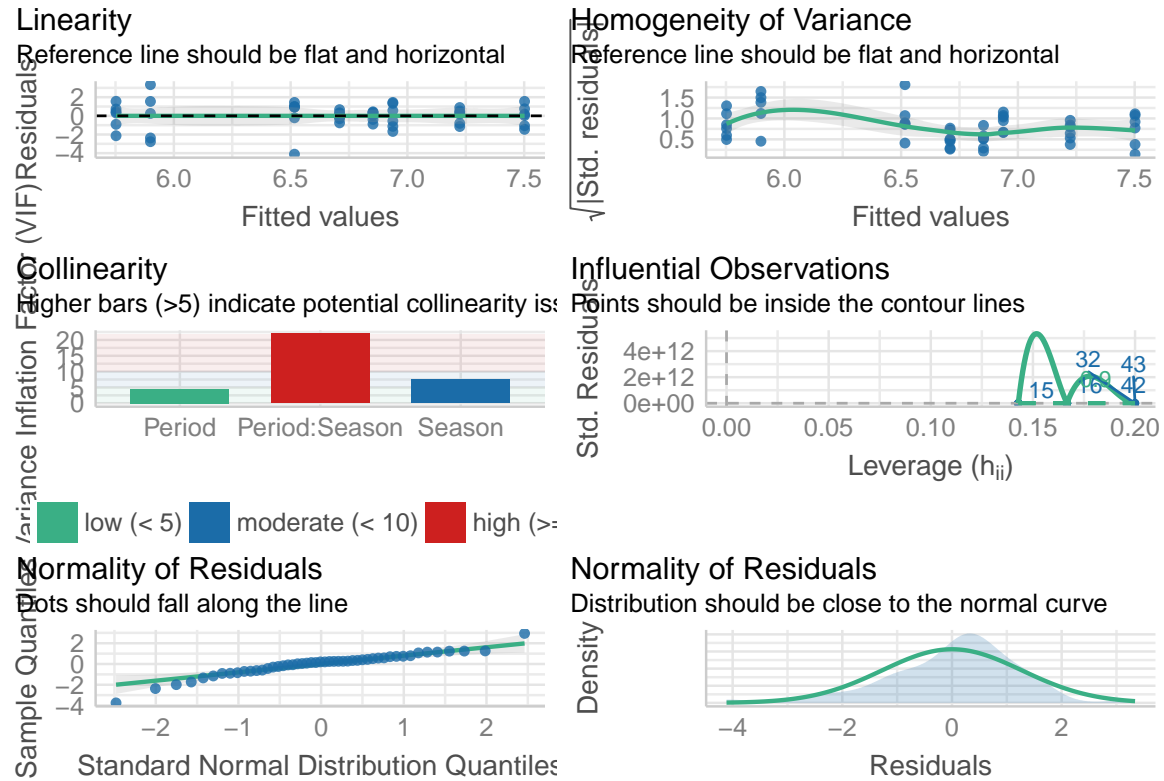 Linearity
Reference line should be flat and horizontal
Residuals
2
0
−2
−4
6.0 6.5 7.0 7.5
Fitted values
Homogeneity of Variance
Reference line should be flat and horizontal
√|Std. residuals|
1.5
1.0
0.5
6.0 6.5 7.0 7.5
Fitted values
Collinearity
Higher bars (>5) indicate potential collinearity iss
Variance Inflation Factor (VIF)
20
15
10
5
0
Period Period:Season Season
low (< 5) moderate (< 10) high (>=
Influential Observations
Points should be inside the contour lines
Std. Residuals
4e+12
2e+12
0e+00
32
43
15
16
42
0.00 0.05 0.10 0.15 0.20
Leverage (hii)
Normality of Residuals
Dots should fall along the line
Sample Quantiles
2
0
−2
−4
−2 −1 0 1 2
Standard Normal Distribution Quantiles
Normality of Residuals
Distribution should be close to the normal curve
Density
−4 −2 0 2
Residuals